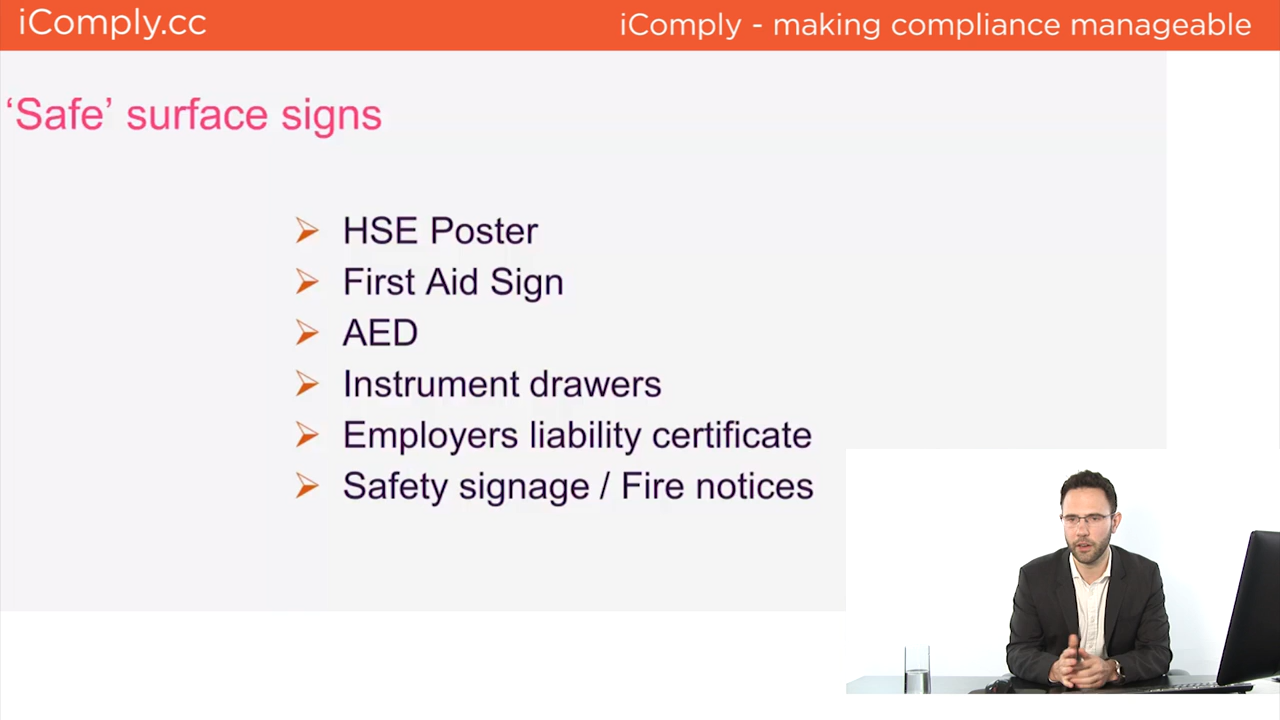 iComply.cc
iComply - making compliance manageable
‘Safe’ surface signs
HSE Poster
First Aid Sign
AED
Instrument drawers
Employers liability certificate
Safety signage / Fire notices